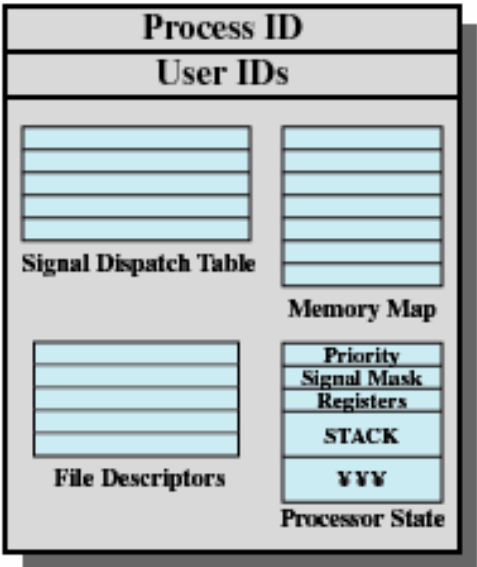 Process ID
User IDs
Signal Dispatch Table
Memory Map
File Descriptors
Priority
Signal Mask
Registers
STACK
¥¥¥
Processor State